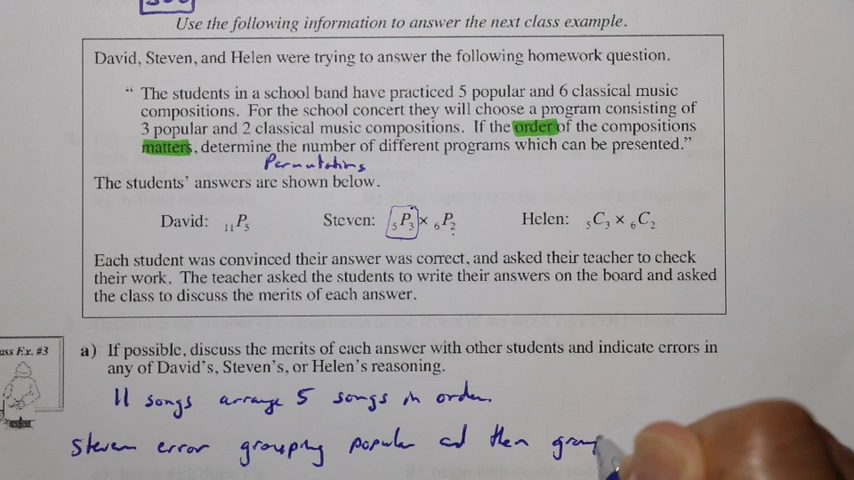 Use the following information to answer the next class example.
David, Steven, and Helen were trying to answer the following homework question.
“ The students in a school band have practiced 5 popular and 6 classical music
compositions. For the school concert they will choose a program consisting of
3 popular and 2 classical music compositions. If the order of the compositions
matters, determine the number of different programs which can be presented.”
Permutations
The students' answers are shown below.
David: ₁₁P₅ Steven: ₅P₃ × ₆P₂ Helen: ₅C₃ × ₆C₂
Each student was convinced their answer was correct, and asked their teacher to check
their work. The teacher asked the students to write their answers on the board and asked
the class to discuss the merits of each answer.
ass Ex. #3
a) If possible, discuss the merits of each answer with other students and indicate errors in
any of David's, Steven's, or Helen's reasoning.
11 songs arrange 5 songs in order.
Steven error grouping popular and then group